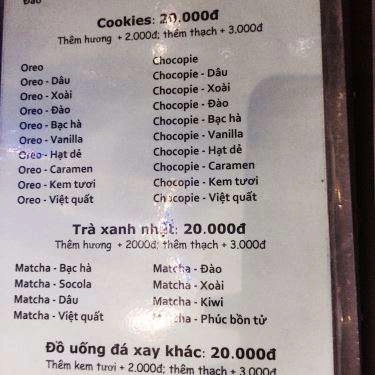 Đào
Cookies: 20.000đ
Thêm hương + 2.000đ; thêm thạch + 3.000đ
Oreo Chocopie
Oreo - Dâu Chocopie - Dâu
Oreo - Xoài Chocopie - Xoài
Oreo - Đào Chocopie - Đào
Oreo - Bạc hà Chocopie - Bạc hà
Oreo - Vanilla Chocopie - Vanilla
Oreo - Hạt dẻ Chocopie - Hạt dẻ
Oreo - Caramen Chocopie - Caramen
Oreo - Kem tươi Chocopie - Kem tươi
Oreo - Việt quất Chocopie - Việt quất
Trà xanh nhật: 20.000đ
Thêm hương + 2000đ; thêm thạch + 3.000đ
Matcha - Bạc hà Matcha - Đào
Matcha - Socola Matcha - Xoài
Matcha - Dâu Matcha - Kiwi
Matcha - Việt quất Matcha - Phúc bồn tử
Đồ uống đá xay khác: 20.000đ
Thêm kem tươi + 2.000đ; thêm thạch + 3.000đ